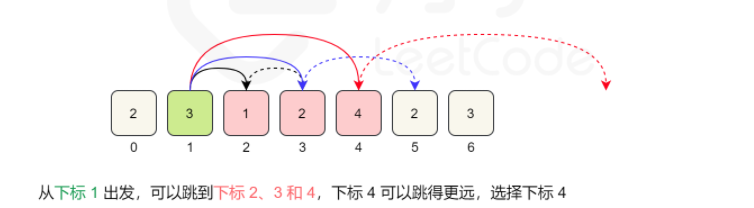 LeetCode
2 3 1 2 4 2 3
0 1 2 3 4 5 6
从下标 1 出发，可以跳到下标 2、3 和 4，下标 4 可以跳得更远，选择下标 4